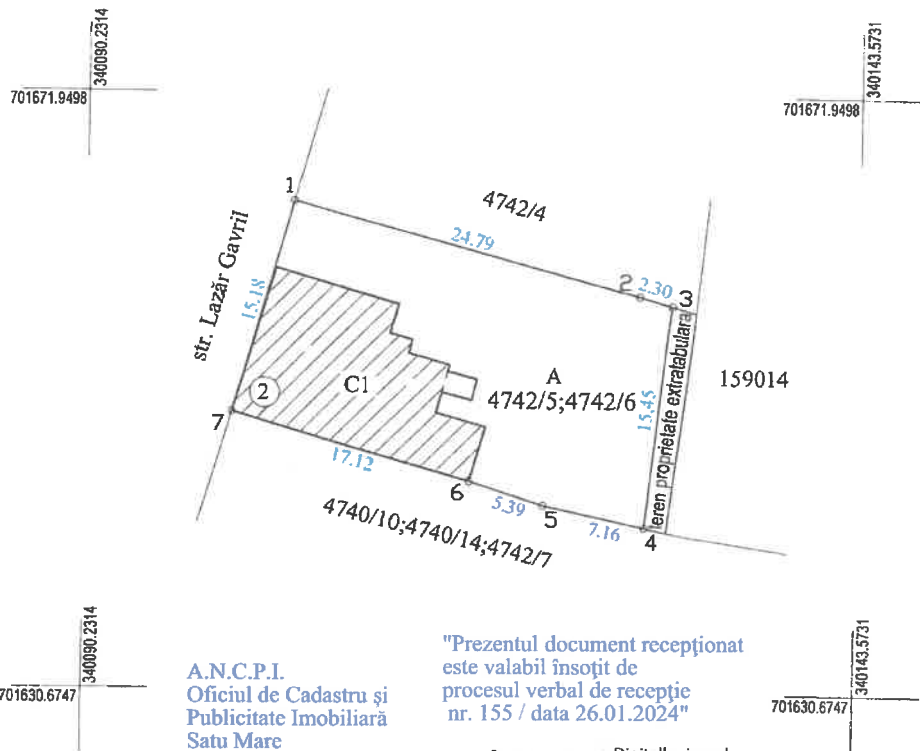 340090.2314
701671.9498
340143.5731
701671.9498
1
4742/4
24.79
2
2.30
3
str. Lazăr Gavril
15.18
teren proprietate extratabulara
159014
A
4742/5;4742/6
15.45
C1
2
7
17.12
6
5.39
5
7.16
4
4740/10;4740/14;4742/7
340090.2314
701630.6747
340143.5731
701630.6747
A.N.C.P.I.
Oficiul de Cadastru și
Publicitate Imobiliară
Satu Mare
"Prezentul document recepționat
este valabil însoțit de
procesul verbal de recepție
nr. 155 / data 26.01.2024"